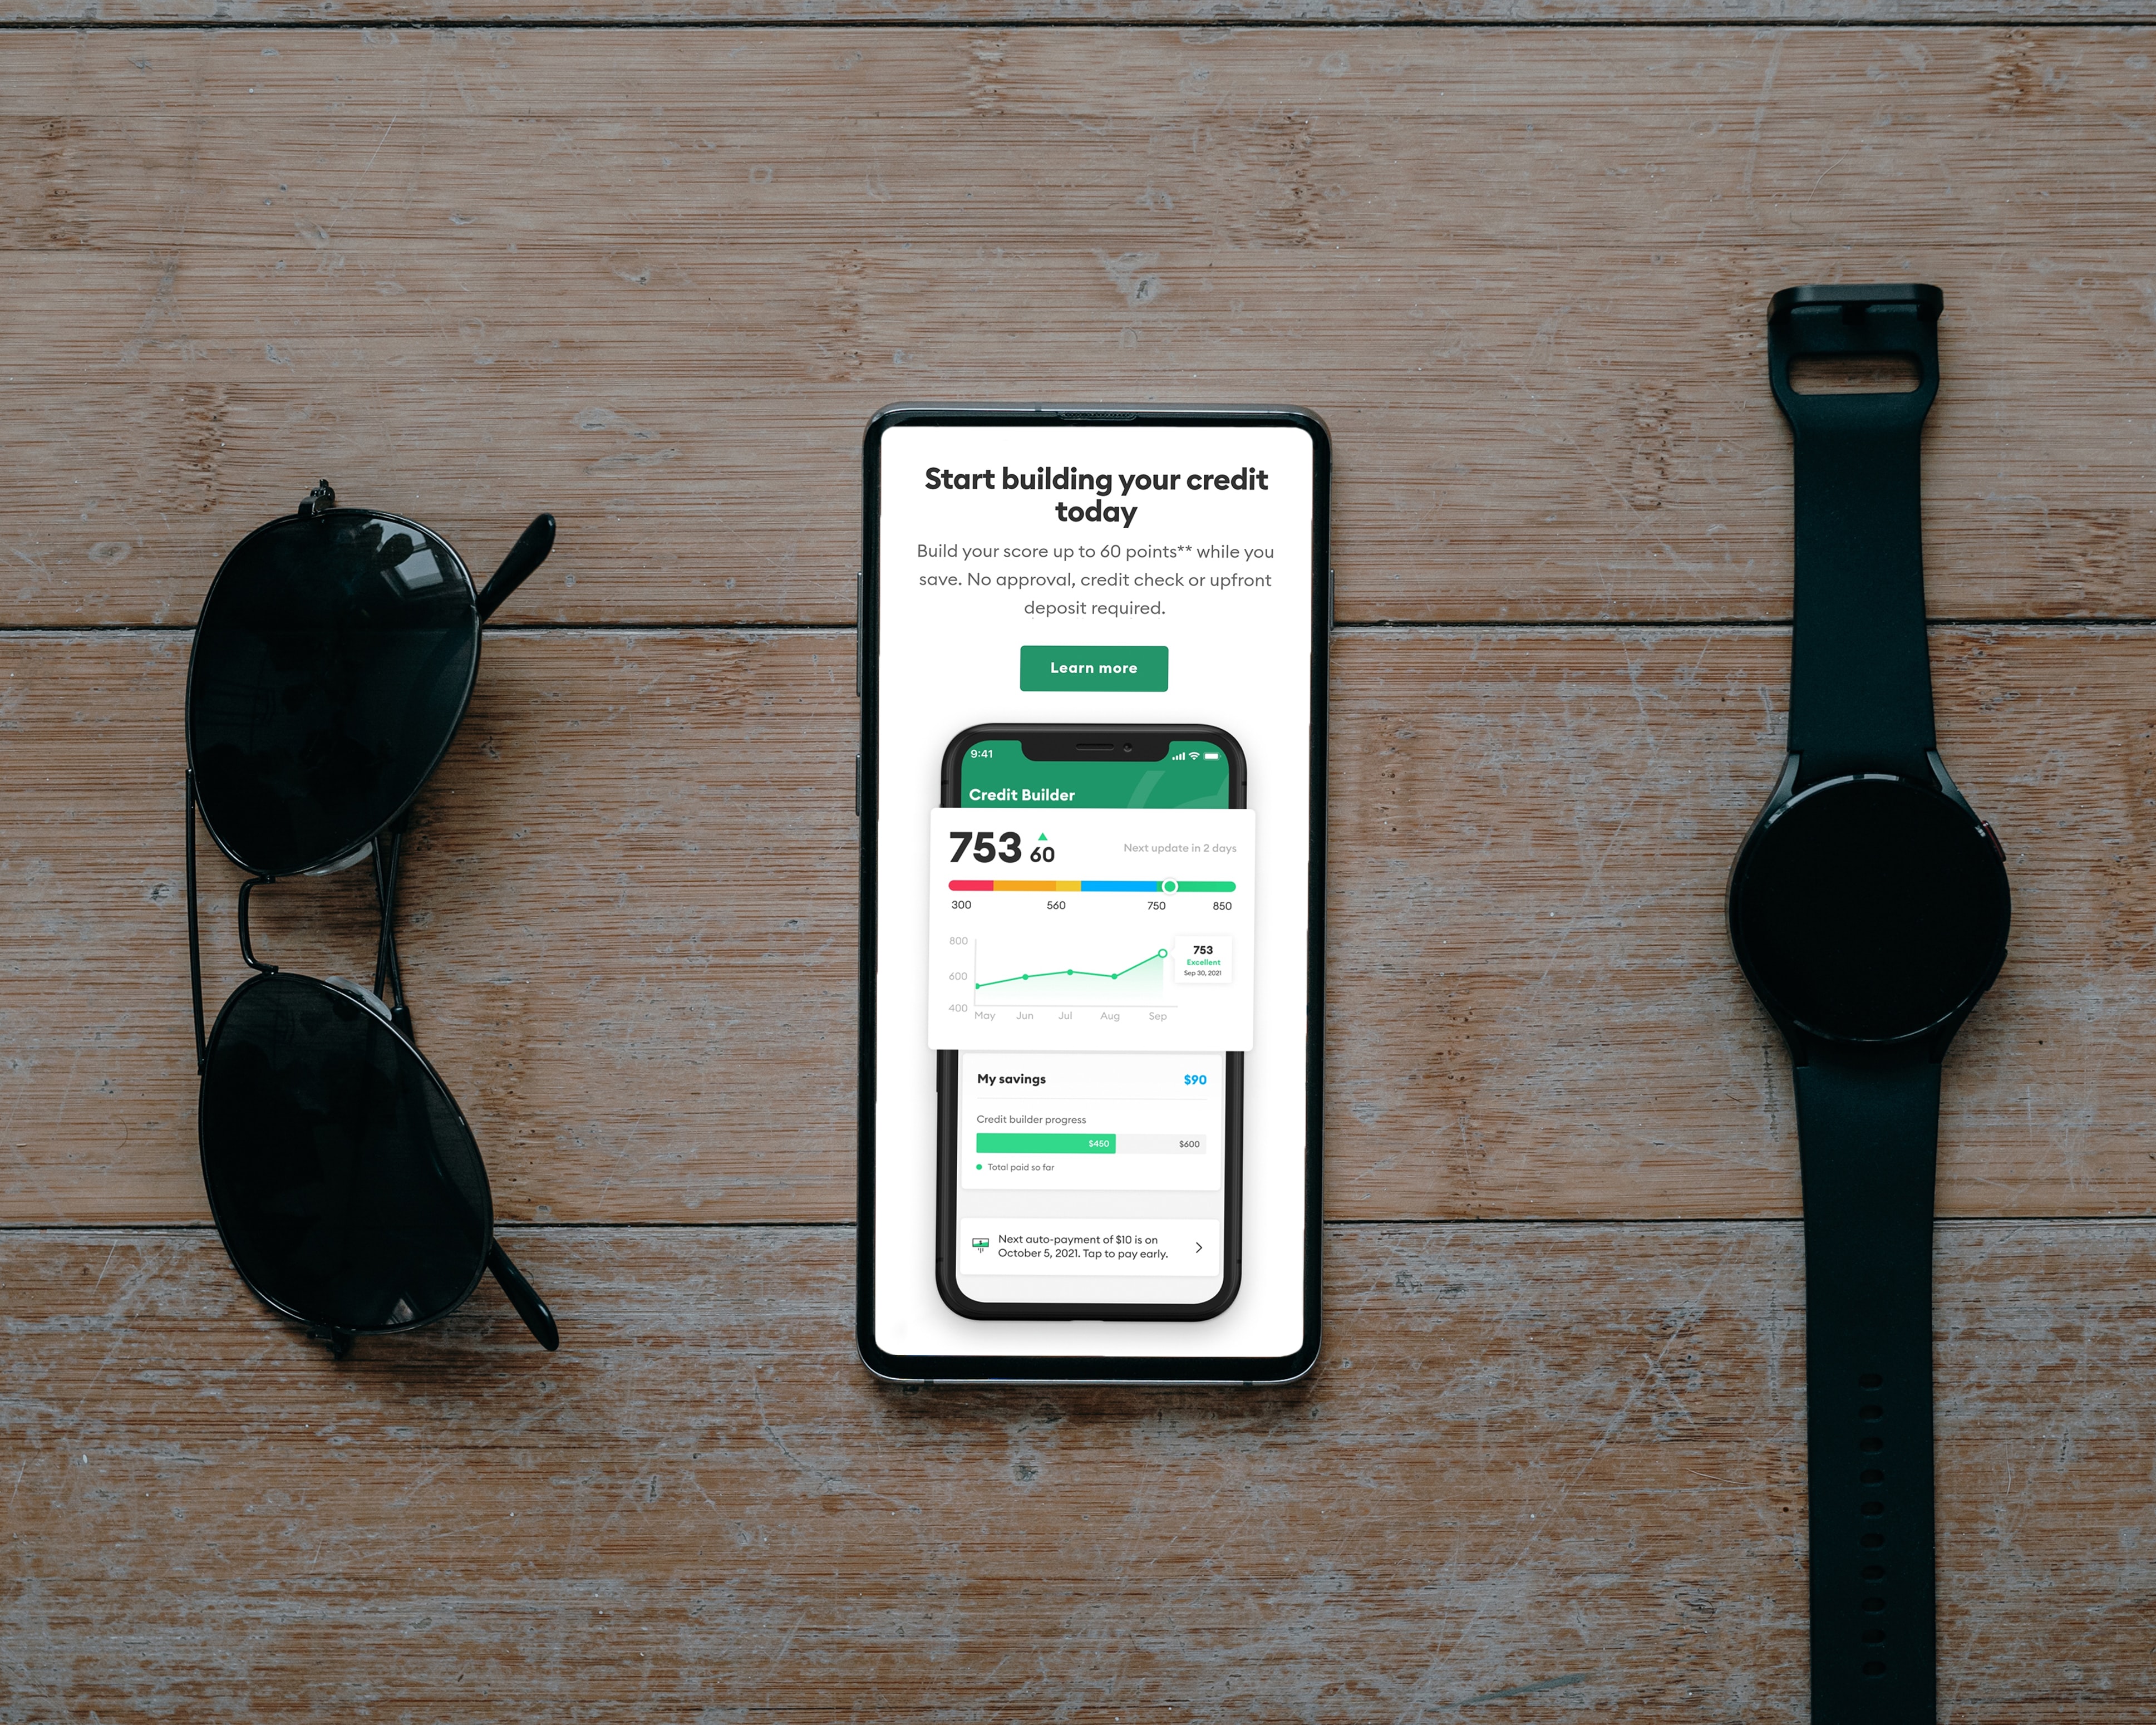 Start building your credit
today
Build your score up to 60 points** while you
save. No approval, credit check or upfront
deposit required.
Learn more
9:41
Credit Builder
753 ▲ 60
Next update in 2 days
300 560 750 850
800
600
400
May Jun Jul Aug Sep
753
Excellent
Sep 30, 2021
My savings $90
Credit builder progress
$450 $600
Total paid so far
Next auto-payment of $10 is on
October 5, 2021. Tap to pay early.